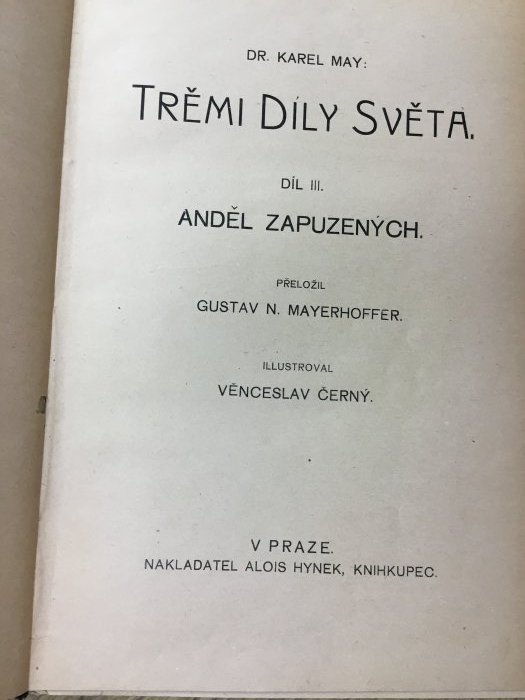 DR. KAREL MAY:
TRĚMI DÍLY SVĚTA.
DÍL III.
ANDĚL ZAPUZENÝCH.
PŘELOŽIL
GUSTAV N. MAYERHOFFER.
ILLUSTROVAL
VĚNCESLAV ČERNÝ.
V PRAZE.
NAKLADATEL ALOIS HYNEK, KNIHKUPEC.